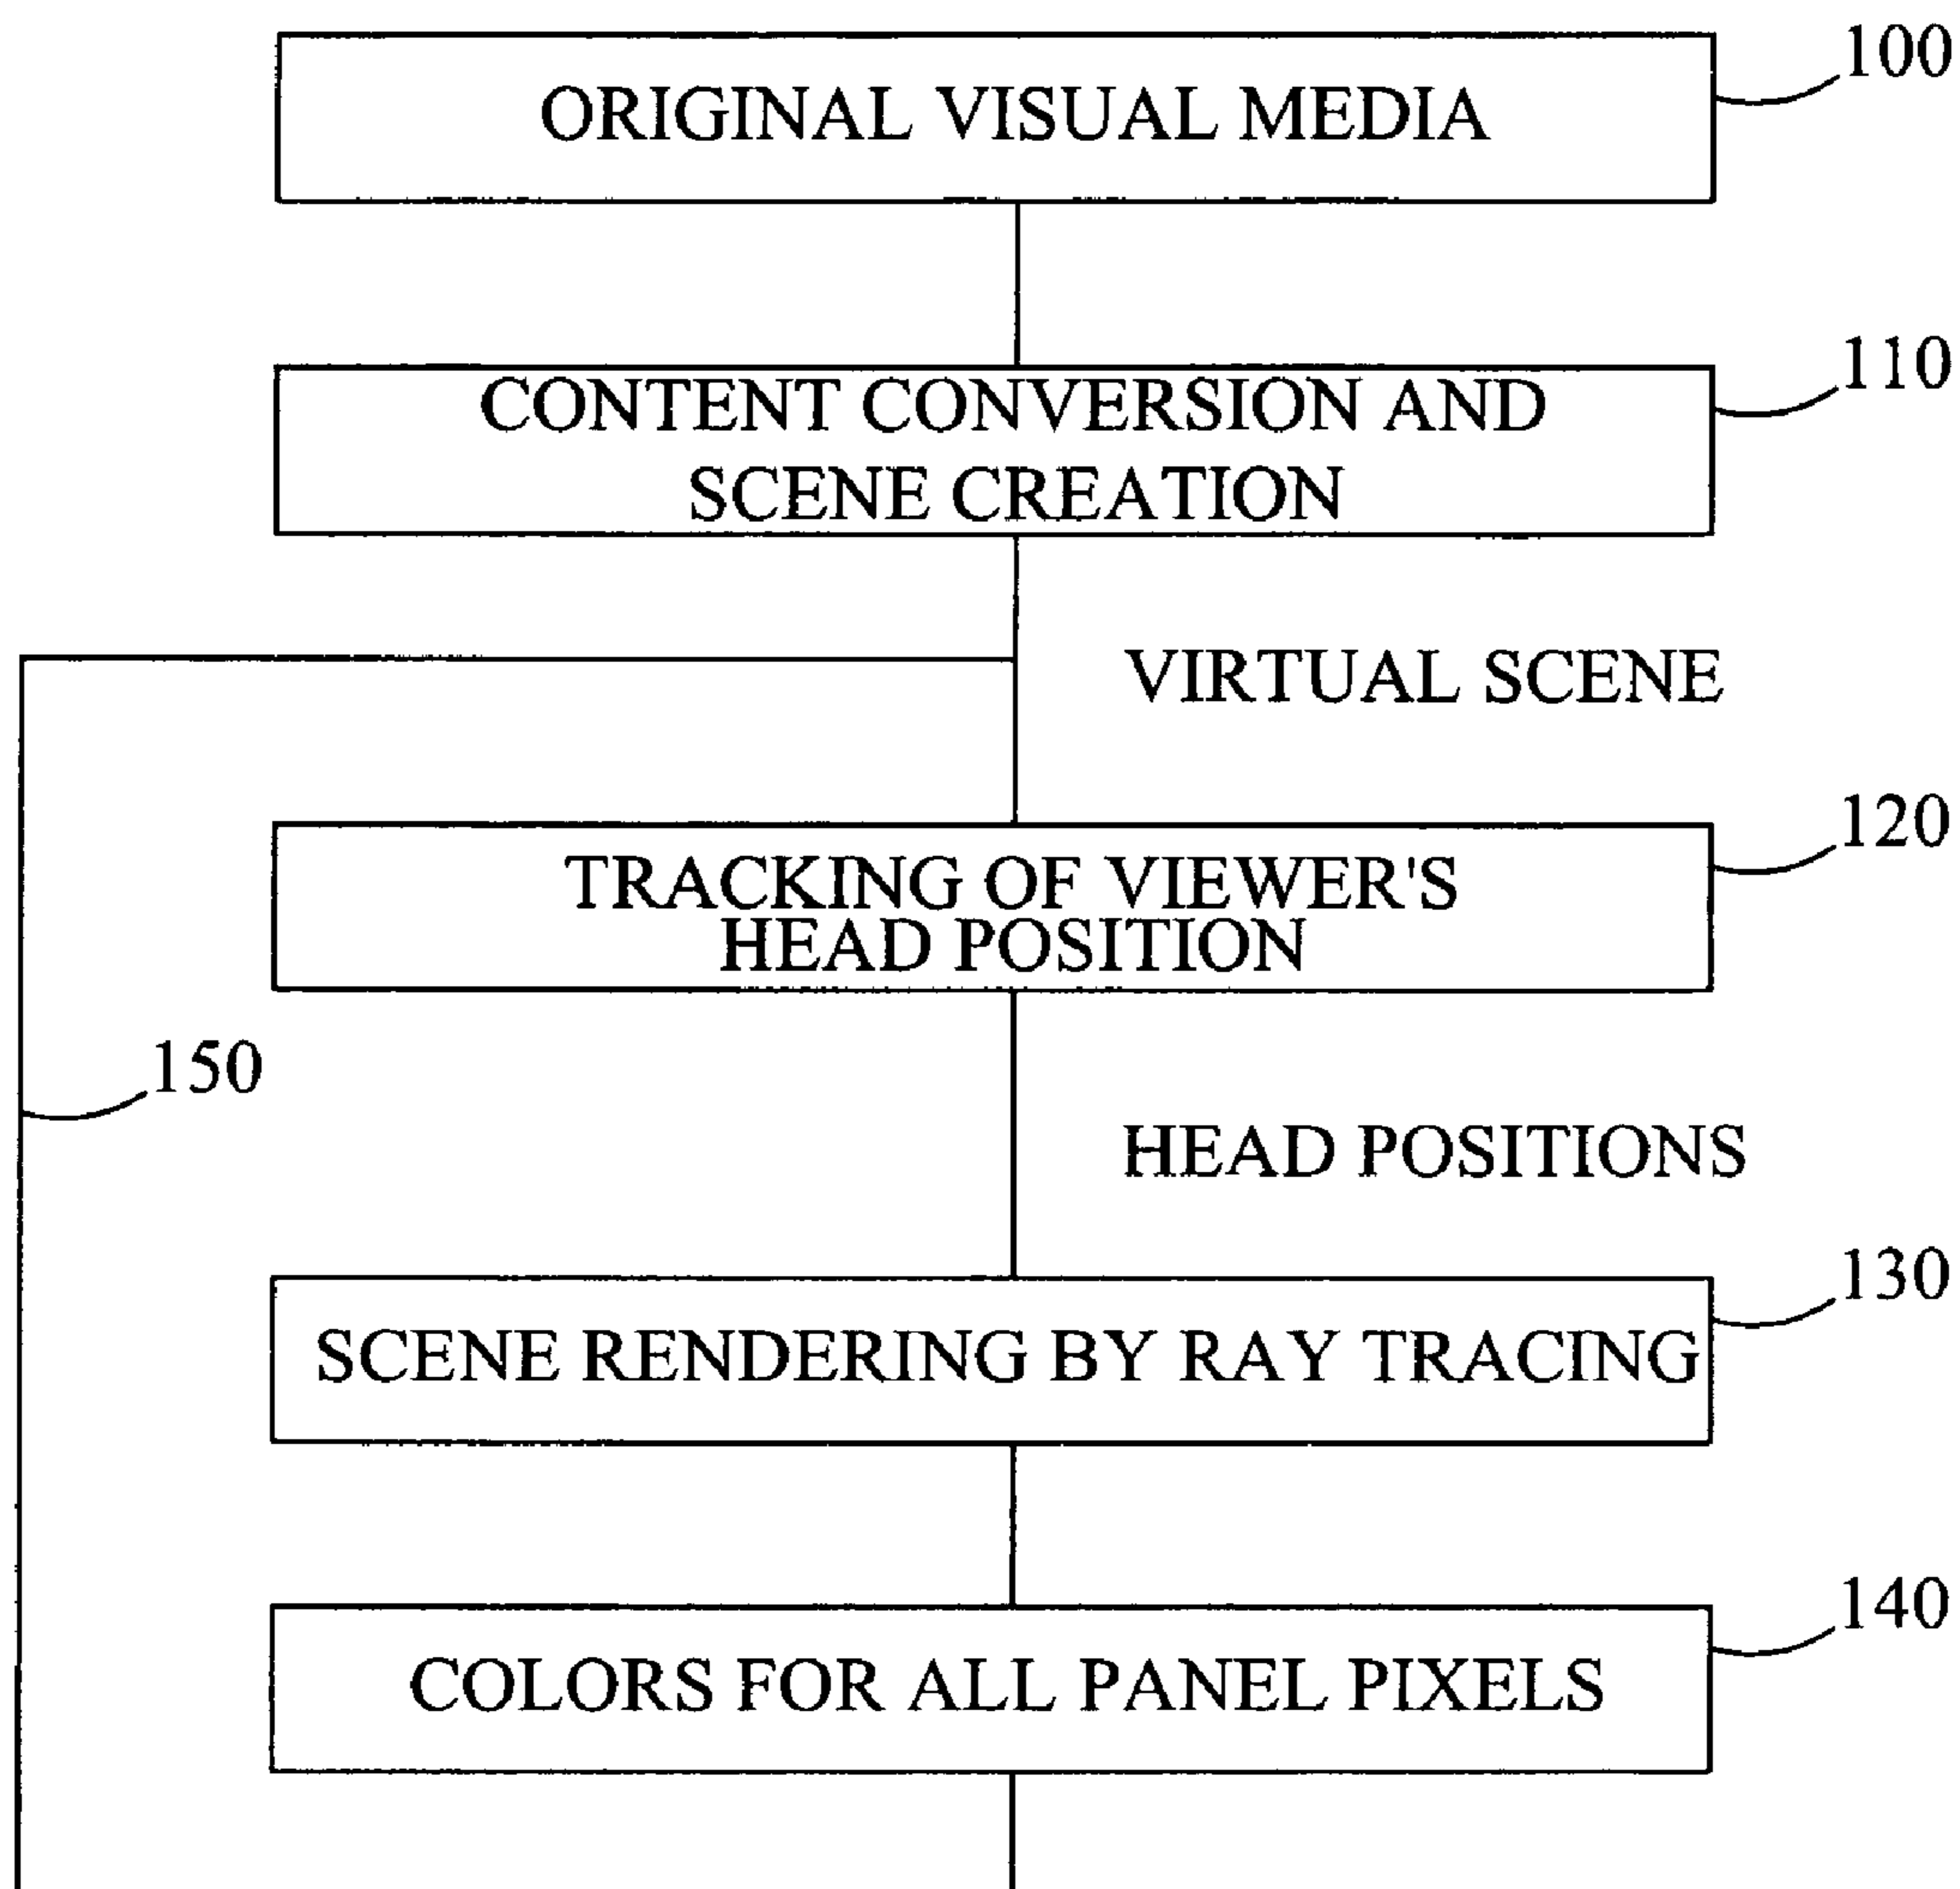 100
ORIGINAL VISUAL MEDIA
110
CONTENT CONVERSION AND
SCENE CREATION
VIRTUAL SCENE
120
TRACKING OF VIEWER'S
HEAD POSITION
150
HEAD POSITIONS
130
SCENE RENDERING BY RAY TRACING
140
COLORS FOR ALL PANEL PIXELS